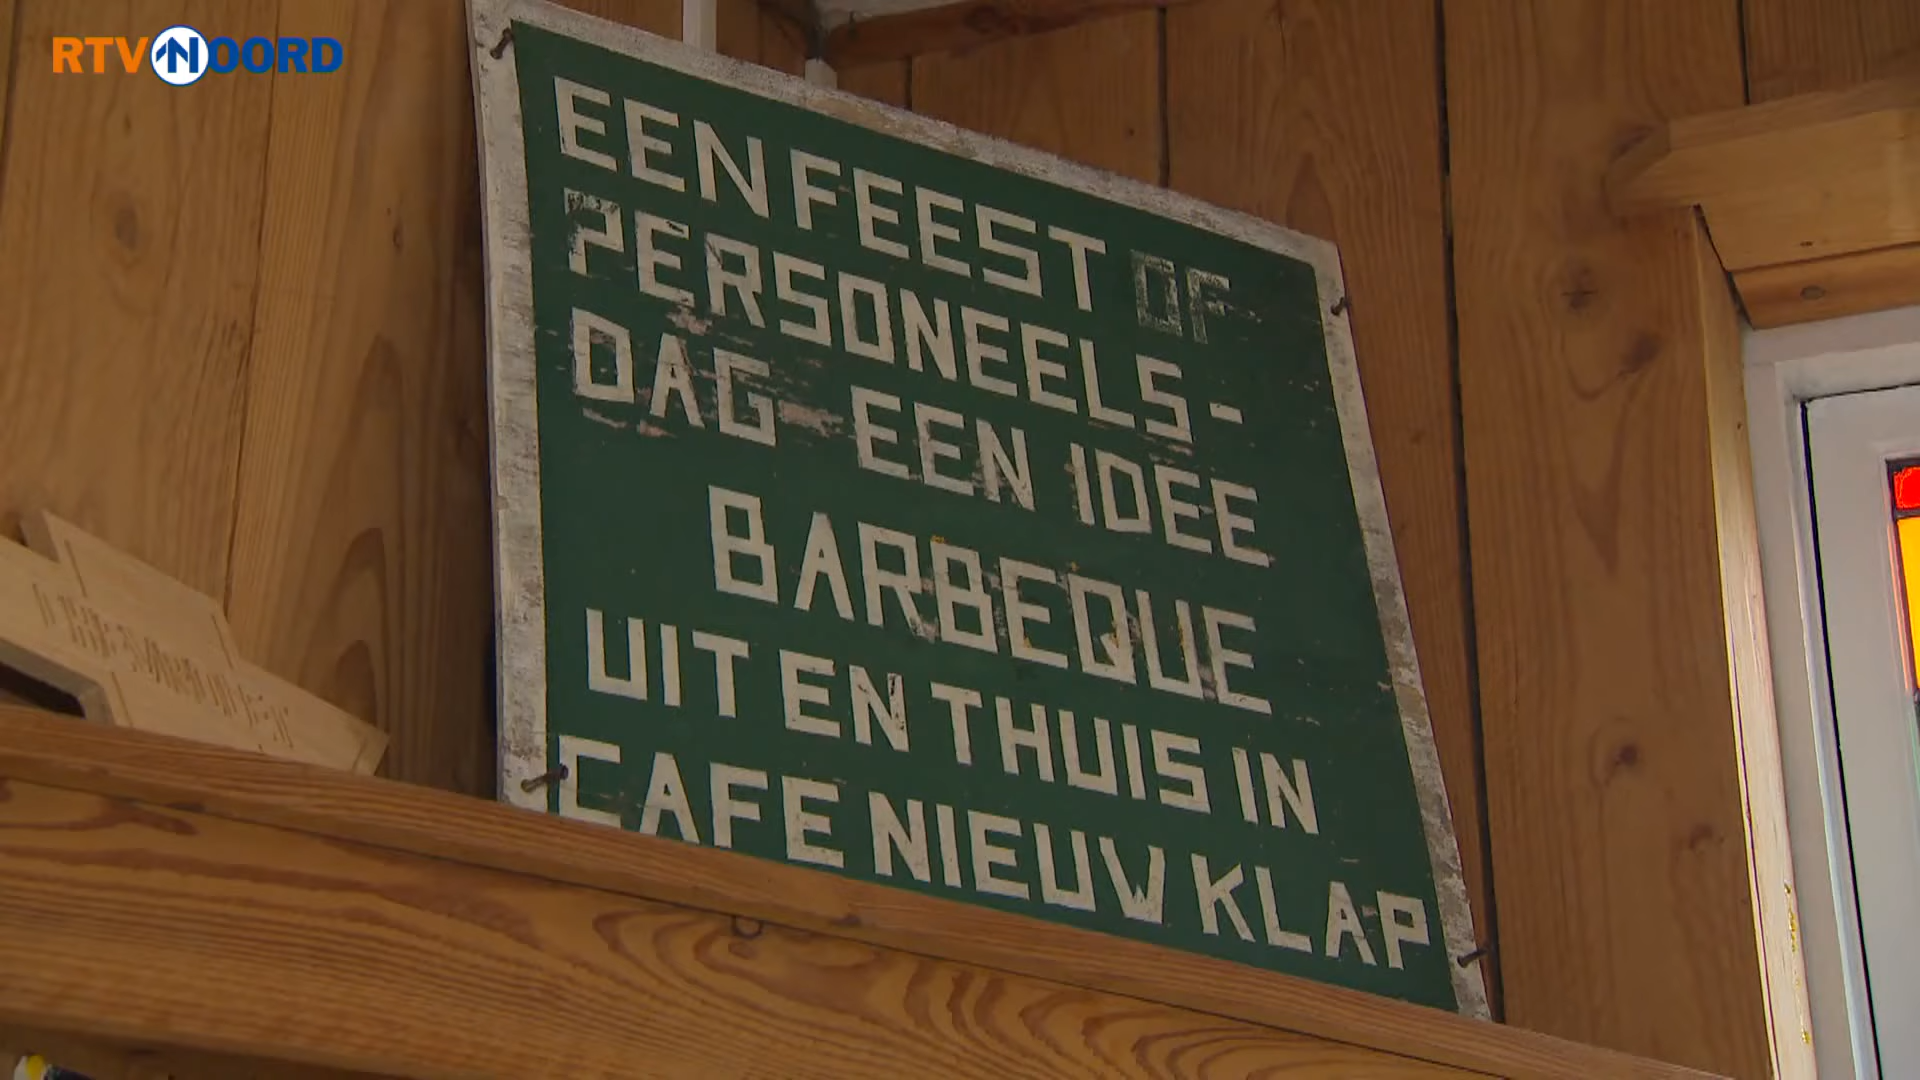 RTV NOORD
EEN FEEST OF
PERSONEELS-
DAG EEN IDEE
BARBEQUE
UIT EN THUIS IN
CAFE NIEUW KLAP